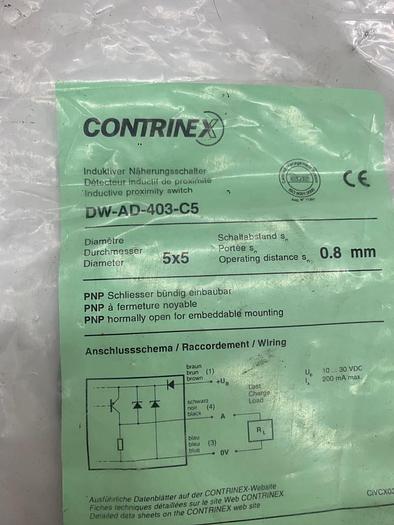 CONTRINEX
Induktiver Näherungsschalter
Détecteur inductif de proximité
Inductive proximity switch
CE
DW-AD-403-C5
Diamètre
Durchmesser
Diameter
5x5
Schaltabstand sn
Portée sn
Operating distance sn
0.8 mm
PNP Schliesser bündig einbaubar
PNP à fermeture noyable
PNP normally open for embeddable mounting
Anschlussschema / Raccordement / Wiring
braun
brun (1)
brown
+UB
schwarz
noir (4)
black
A
blau
bleu (3)
blue
0V
Last
Charge
Load
RL
UB 10 ... 30 VDC
IA 200 mA max.
Ausführliche Datenblätter auf der CONTRINEX-Website
Fiches techniques détaillées sur le site Web CONTRINEX
Detailed data sheets on the CONTRINEX web site